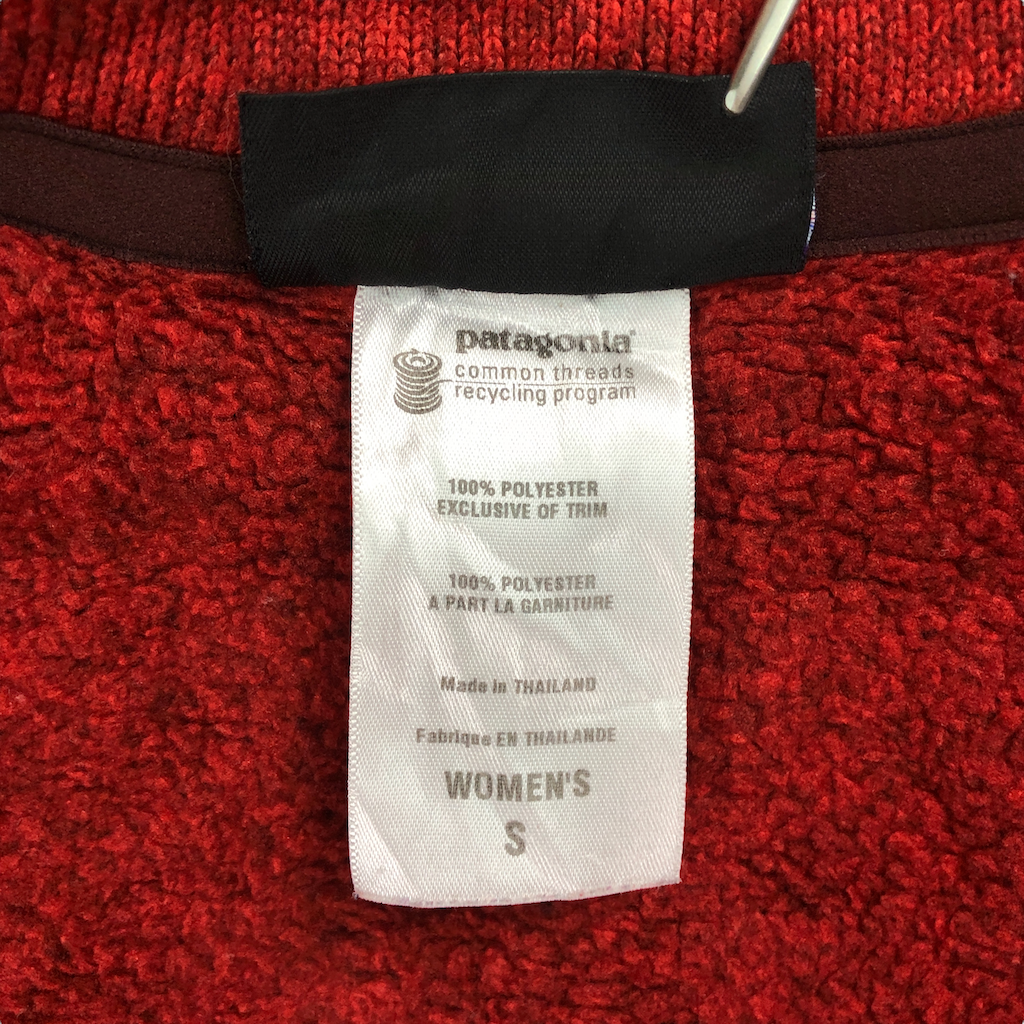 patagonia®
common threads
recycling program
100% POLYESTER
EXCLUSIVE OF TRIM
100% POLYESTER
A PART LA GARNITURE
Made in THAILAND
Fabrique EN THAILANDE
WOMEN'S
S